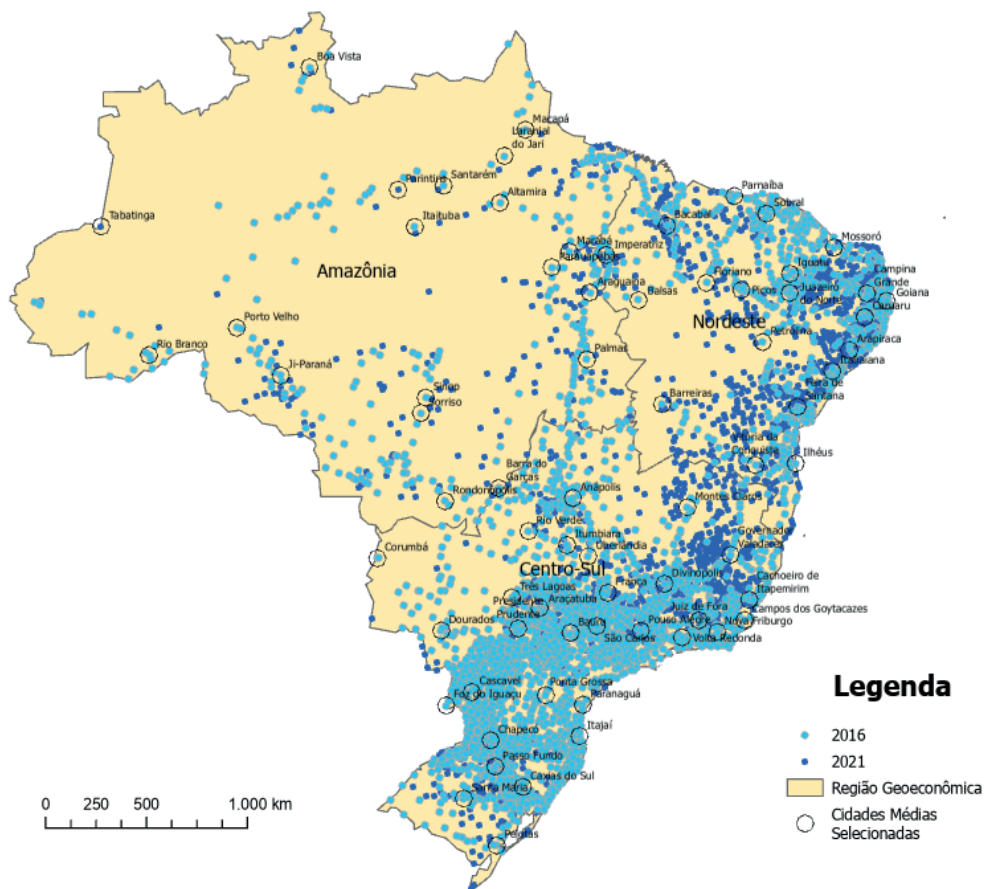 Boa Vista
Macapá
Laranjal
do Jari
Parintins
Santarém
Altamira
Tabatinga
Itaituba
Parnaíba
Sobral
Bacabal
Mossoró
Marabá
Imperatriz
Parauapebas
Amazônia
Iguatu
Campina
Grande
Floriano
Araguaína
Balsas
Picos
Juazeiro
do Norte
Goiana
Caruaru
Porto Velho
Nordeste
Petrolina
Rio Branco
Arapiraca
Palmas
Itabaiana
Ji-Paraná
Feira de
Santana
Sinop
Sorriso
Barreiras
Vitória da
Conquista
Ilhéus
Barra do
Garças
Rondonópolis
Anápolis
Montes Claros
Rio Verde
Itumbiara
Governador
Valadares
Corumbá
Uberlândia
Centro-Sul
Divinópolis
Cachoeiro de
Itapemirim
Três Lagoas
Franca
Presidente
Prudente
Araçatuba
Juiz de Fora
Campos dos Goytacazes
Dourados
Bauru
São Carlos
Pouso Alegre
Nova
Friburgo
Volta Redonda
Cascavel
Foz do Iguaçu
Ponta Grossa
Paranaguá
Itajaí
Chapecó
Passo Fundo
Caxias do Sul
Santa Maria
Pelotas
Legenda
2016
2021
Região Geoeconômica
Cidades Médias
Selecionadas
0 250 500 1.000 km